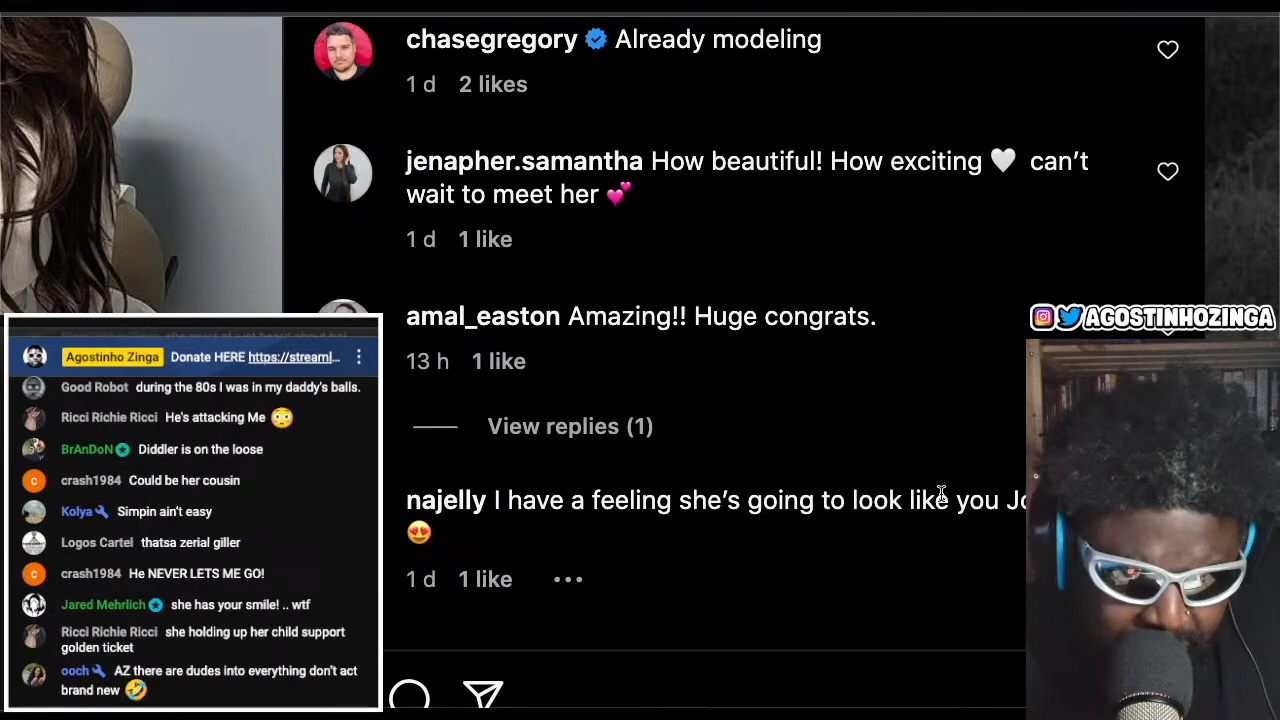 chasegregory Already modeling
1 d 2 likes
jenapher.samantha How beautiful! How exciting 🤍 can’t
wait to meet her 💕
1 d 1 like
amal_easton Amazing!! Huge congrats.
13 h 1 like
View replies (1)
najelly I have a feeling she’s going to look like you
😍
1 d 1 like
AGOSTINHOZINGA
Agostinho Zinga Donate HERE https://streaml...
Good Robot during the 80s I was in my daddy's balls.
Ricci Richie Ricci He's attacking Me 😳
BrAnDoN Diddler is on the loose
crash1984 Could be her cousin
Kolya Simpin ain't easy
Logos Cartel thatsa zerial giller
crash1984 He NEVER LETS ME GO!
Jared Mehrlich she has your smile! .. wtf
Ricci Richie Ricci she holding up her child support
golden ticket
ooch AZ there are dudes into everything don't act
brand new 🤣